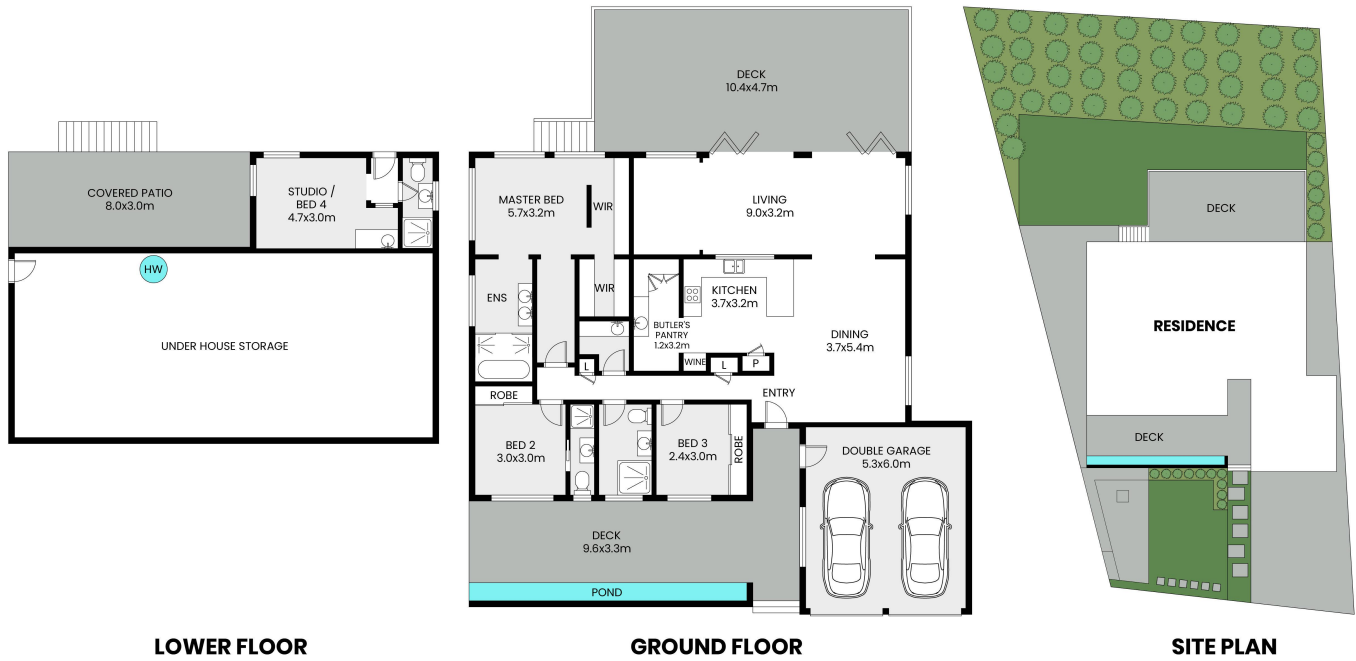 COVERED PATIO
8.0x3.0m
STUDIO /
BED 4
4.7x3.0m
HW
UNDER HOUSE STORAGE
LOWER FLOOR
DECK
10.4x4.7m
MASTER BED
5.7x3.2m
WIR
LIVING
9.0x3.2m
ENS
WIR
KITCHEN
3.7x3.2m
BUTLER'S
PANTRY
1.2x3.2m
DINING
3.7x5.4m
WINE
L
P
L
ROBE
ENTRY
BED 2
3.0x3.0m
BED 3
2.4x3.0m
ROBE
DOUBLE GARAGE
5.3x6.0m
DECK
9.6x3.3m
POND
GROUND FLOOR
DECK
RESIDENCE
DECK
SITE PLAN